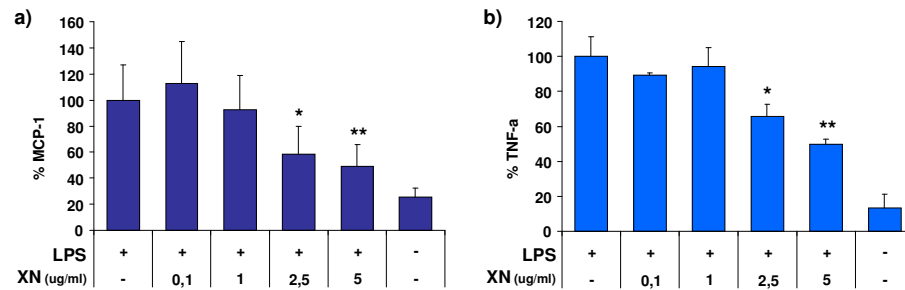 a)
160
140
120
100
80
60
40
20
0
% MCP-1
*
**
LPS + + + + + -
XN (ug/ml) - 0,1 1 2,5 5 -
b)
120
100
80
60
40
20
0
% TNF-a
*
**
LPS + + + + + -
XN (ug/ml) - 0,1 1 2,5 5 -